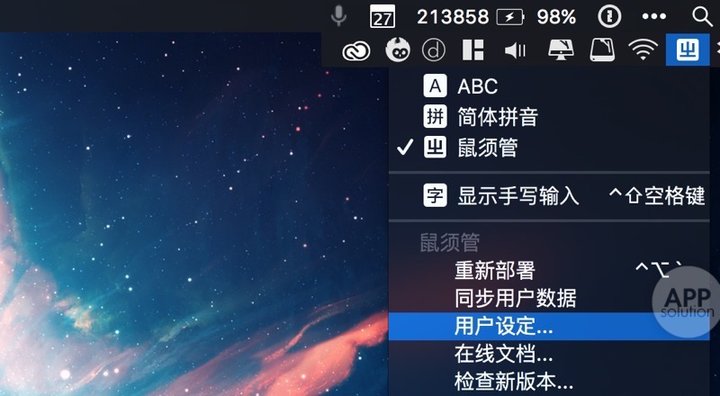 27 213858 98%
A ABC
拼 简体拼音
鼠须管
字 显示手写输入 ^⇧空格键
鼠须管
重新部署 ^⌥`
同步用户数据
APP
solution
用户设定...
在线文档...
检查新版本...